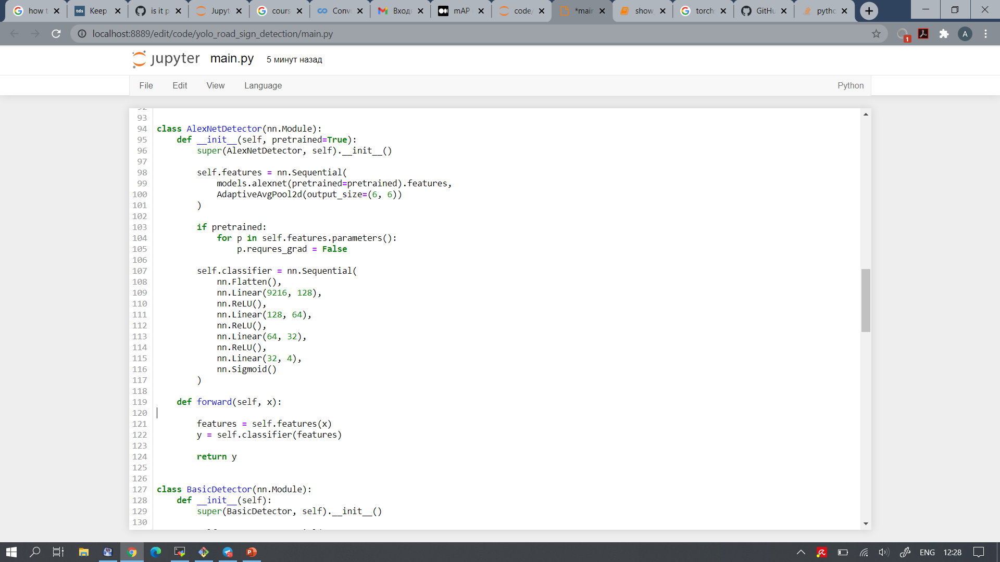 how t
tds Keep
is it p
Jupyt
cours
Conv
Входя
mAP
code/
*main
show
torch
GitHu
pytho
localhost:8889/edit/code/yolo_road_sign_detection/main.py
1
A
jupyter main.py 5 минут назад
File Edit View Language Python
92
93
94 class AlexNetDetector(nn.Module):
95 def __init__(self, pretrained=True):
96 super(AlexNetDetector, self).__init__()
97
98 self.features = nn.Sequential(
99 models.alexnet(pretrained=pretrained).features,
100 AdaptiveAvgPool2d(output_size=(6, 6))
101 )
102
103 if pretrained:
104 for p in self.features.parameters():
105 p.requres_grad = False
106
107 self.classifier = nn.Sequential(
108 nn.Flatten(),
109 nn.Linear(9216, 128),
110 nn.ReLU(),
111 nn.Linear(128, 64),
112 nn.ReLU(),
113 nn.Linear(64, 32),
114 nn.ReLU(),
115 nn.Linear(32, 4),
116 nn.Sigmoid()
117 )
118
119 def forward(self, x):
120
121 features = self.features(x)
122 y = self.classifier(features)
123
124 return y
125
126
127 class BasicDetector(nn.Module):
128 def __init__(self):
129 super(BasicDetector, self).__init__()
130
21
ENG 12:28